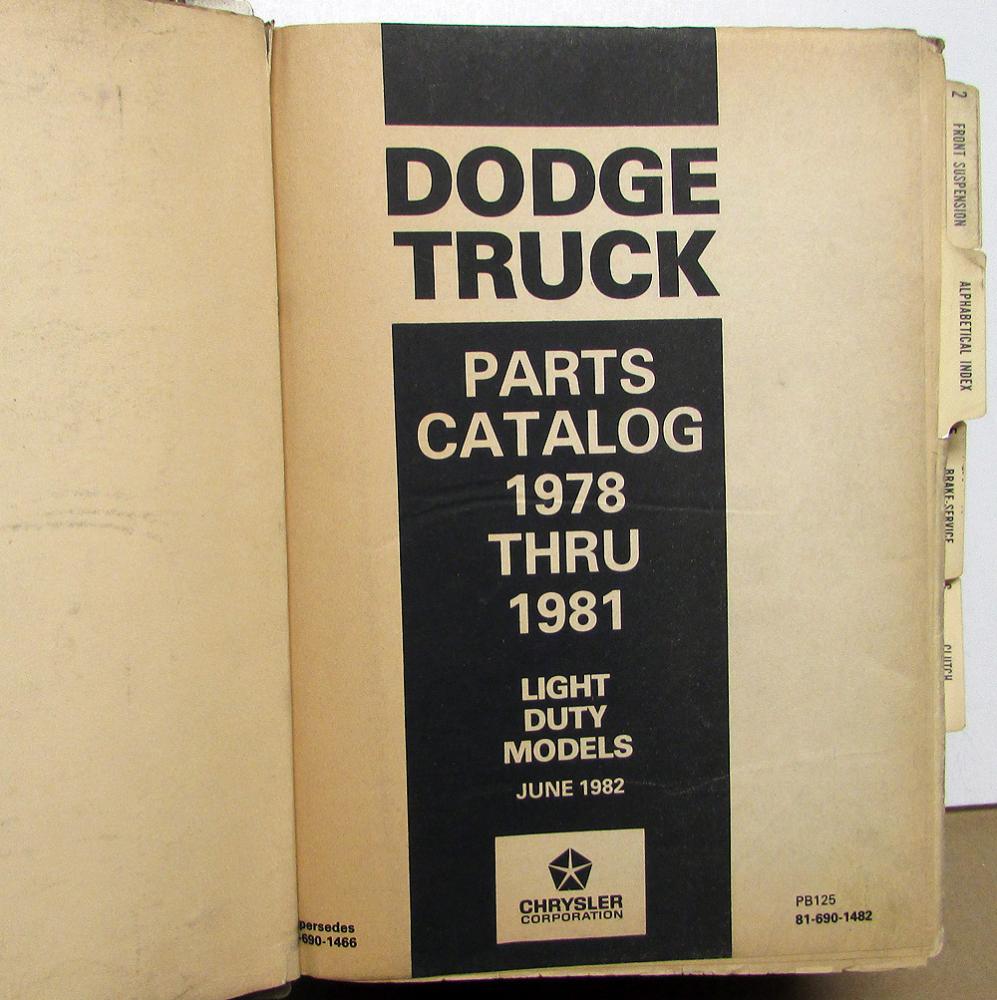 DODGE
TRUCK
PARTS
CATALOG
1978
THRU
1981
LIGHT
DUTY
MODELS
JUNE 1982
CHRYSLER
CORPORATION
persedes
-690-1466
PB125
81-690-1482
2 FRONT SUSPENSION
ALPHABETICAL INDEX
BRAKE-SERVICE
CLUTCH